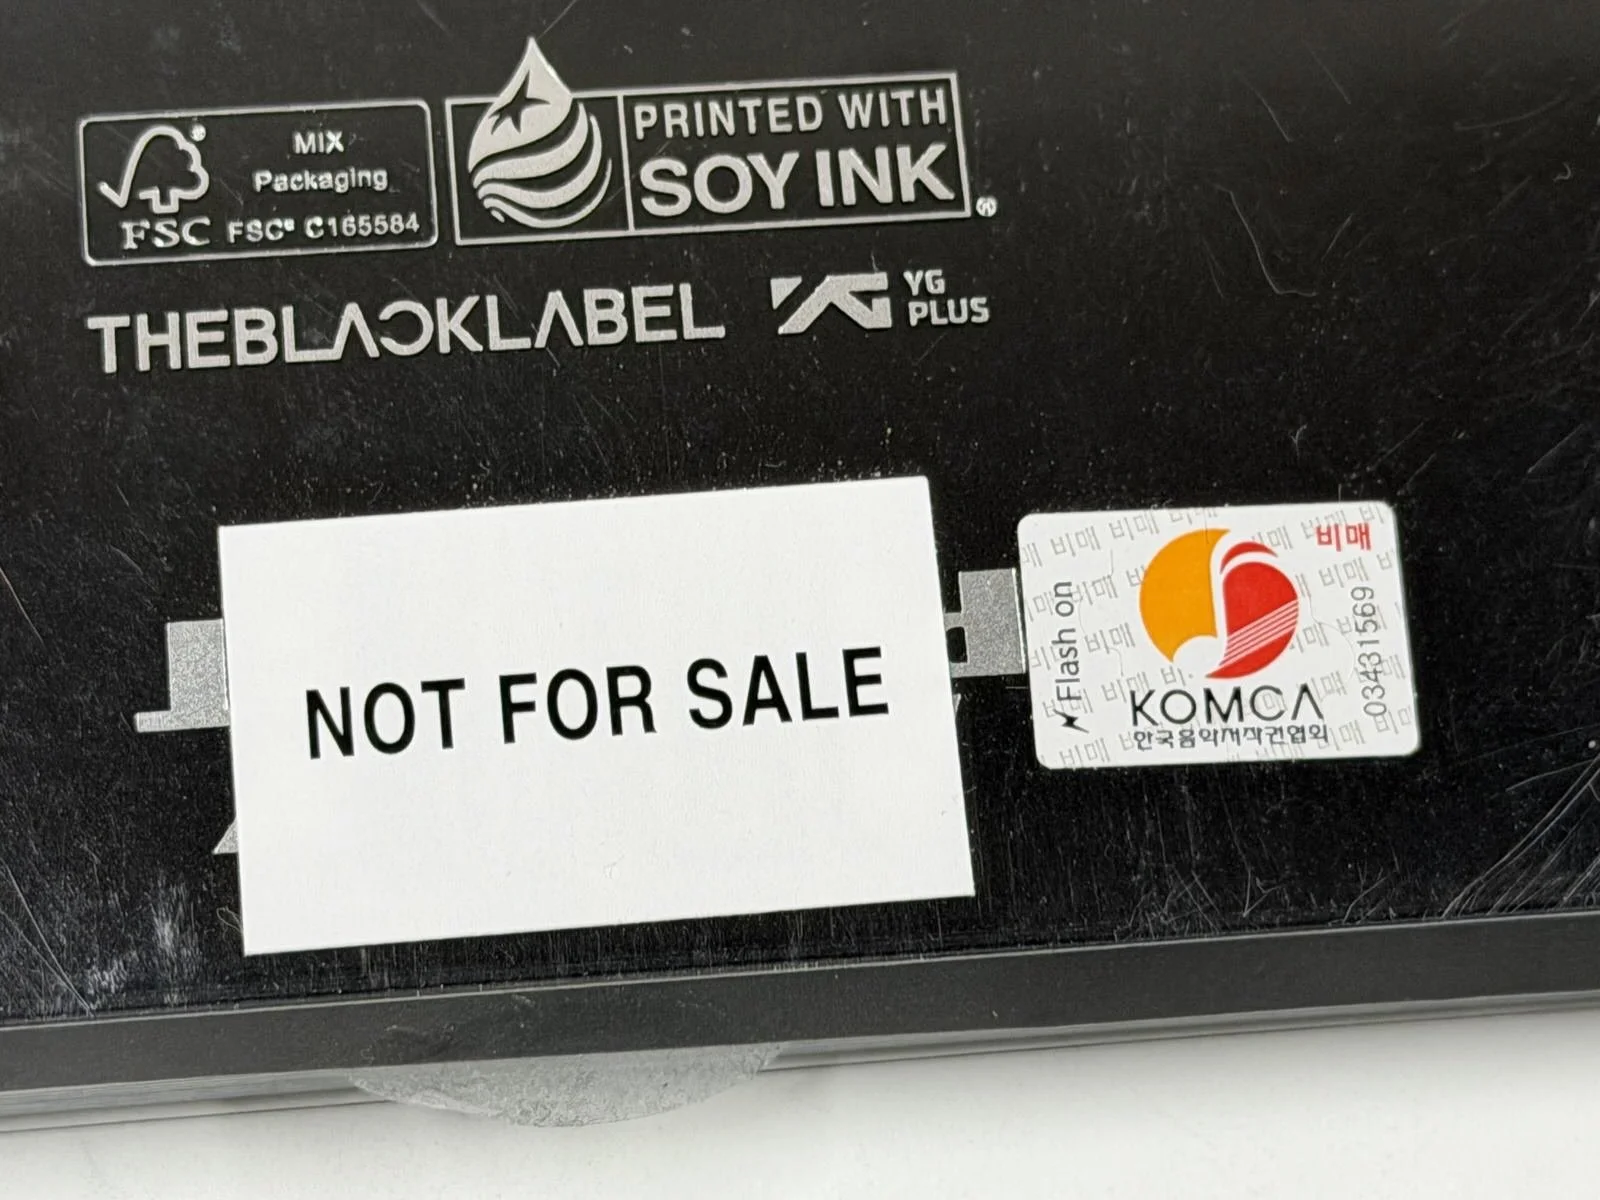 MIX
Packaging
FSC
FSC® C165584
PRINTED WITH
SOY INK
®
THEBLACKLABEL
YG
PLUS
NOT FOR SALE
비매
Flash on
03431569
KOMCA
한국음악저작권협회